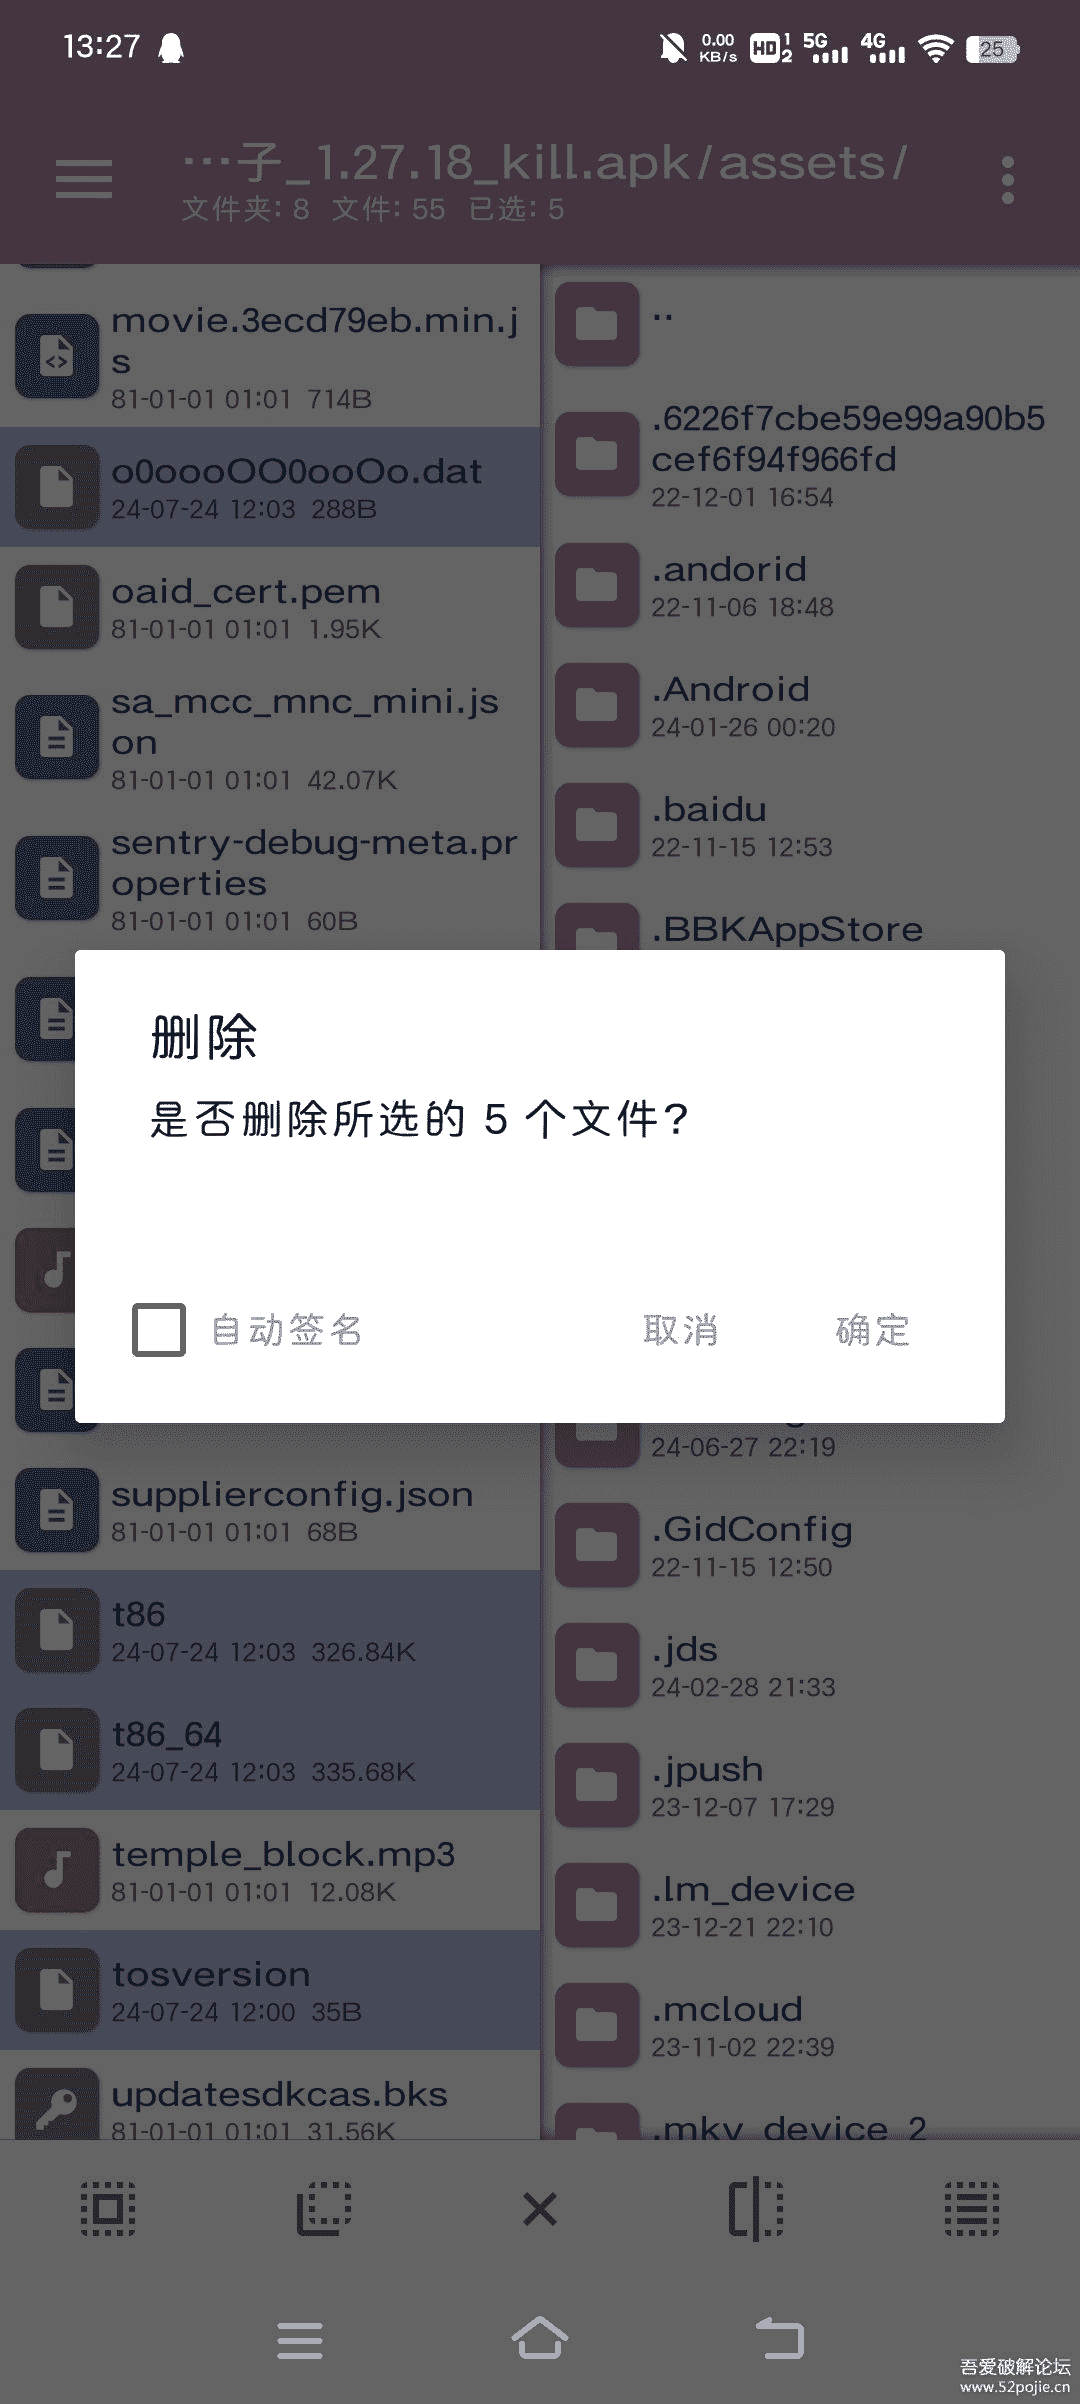 13:27
0.00
KB/s
HD
1
2
5G
4G
25
···子_1.27.18_kill.apk/assets/
文件夹: 8 文件: 55 已选: 5
movie.3ecd79eb.min.j
s
81-01-01 01:01 714B
o0oooOO0ooOo.dat
24-07-24 12:03 288B
oaid_cert.pem
81-01-01 01:01 1.95K
sa_mcc_mnc_mini.js
on
81-01-01 01:01 42.07K
sentry-debug-meta.pr
operties
81-01-01 01:01 60B
..
.6226f7cbe59e99a90b5
cef6f94f966fd
22-12-01 16:54
.andorid
22-11-06 18:48
.Android
24-01-26 00:20
.baidu
22-11-15 12:53
.BBKAppStore
删除
是否删除所选的 5 个文件?
自动签名
取消
确定
supplierconfig.json
81-01-01 01:01 68B
t86
24-07-24 12:03 326.84K
t86_64
24-07-24 12:03 335.68K
temple_block.mp3
81-01-01 01:01 12.08K
tosversion
24-07-24 12:00 35B
updatesdkcas.bks
81-01-01 01:01 31.56K
24-06-27 22:19
.GidConfig
22-11-15 12:50
.jds
24-02-28 21:33
.jpush
23-12-07 17:29
.lm_device
23-12-21 22:10
.mcloud
23-11-02 22:39
.mkv_device_2
吾爱破解论坛
www.52pojie.cn